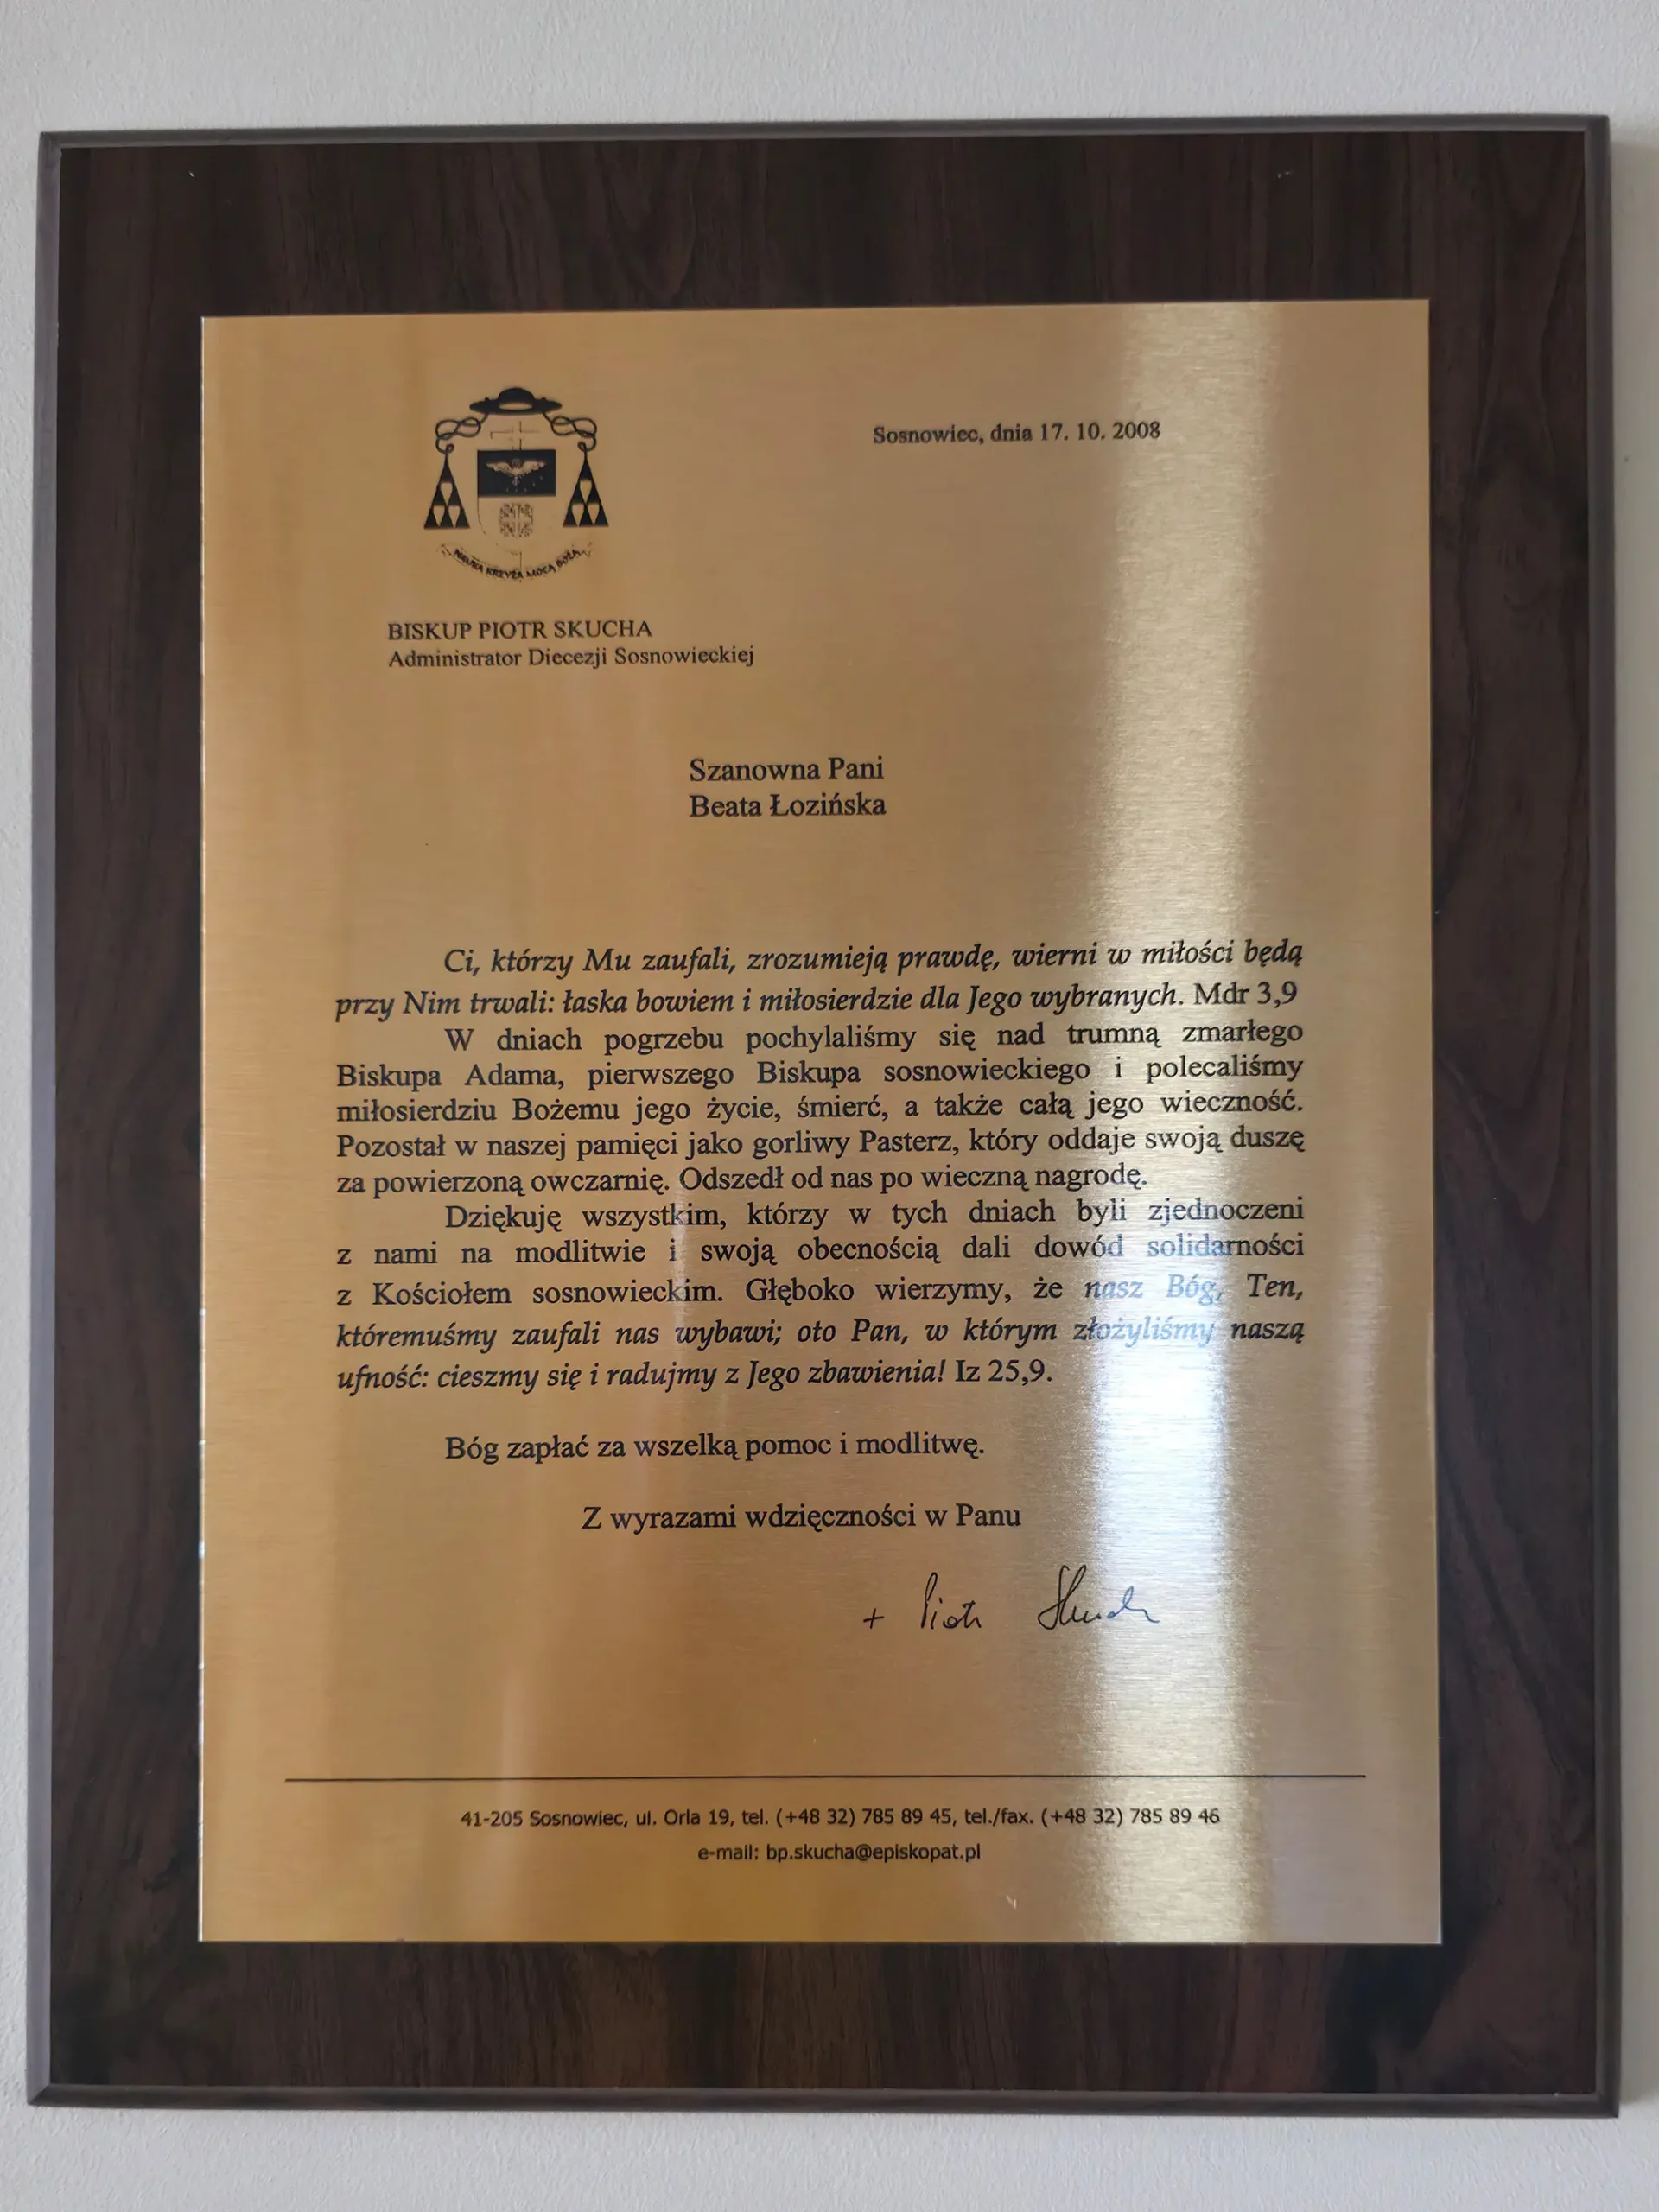 Sosnowiec, dnia 17. 10. 2008
NAUKA KRZYŻA MOCĄ BOŻĄ
BISKUP PIOTR SKUCHA
Administrator Diecezji Sosnowieckiej
Szanowna Pani
Beata Łozińska
Ci, którzy Mu zaufali, zrozumieją prawdę, wierni w miłości będą
przy Nim trwali: łaska bowiem i miłosierdzie dla Jego wybranych. Mdr 3,9
W dniach pogrzebu pochylaliśmy się nad trumną zmarłego
Biskupa Adama, pierwszego Biskupa sosnowieckiego i polecaliśmy
miłosierdziu Bożemu jego życie, śmierć, a także całą jego wieczność.
Pozostał w naszej pamięci jako gorliwy Pasterz, który oddaje swoją duszę
za powierzoną owczarnię. Odszedł od nas po wieczną nagrodę.
Dziękuję wszystkim, którzy w tych dniach byli zjednoczeni
z nami na modlitwie i swoją obecnością dali dowód solidarności
z Kościołem sosnowieckim. Głęboko wierzymy, że nasz Bóg, Ten,
któremuśmy zaufali nas wybawi; oto Pan, w którym złożyliśmy naszą
ufność: cieszmy się i radujmy z Jego zbawienia! Iz 25,9.
Bóg zapłać za wszelką pomoc i modlitwę.
Z wyrazami wdzięczności w Panu
+ Piotr Skucha
41-205 Sosnowiec, ul. Orla 19, tel. (+48 32) 785 89 45, tel./fax. (+48 32) 785 89 46
e-mail: bp.skucha@episkopat.pl